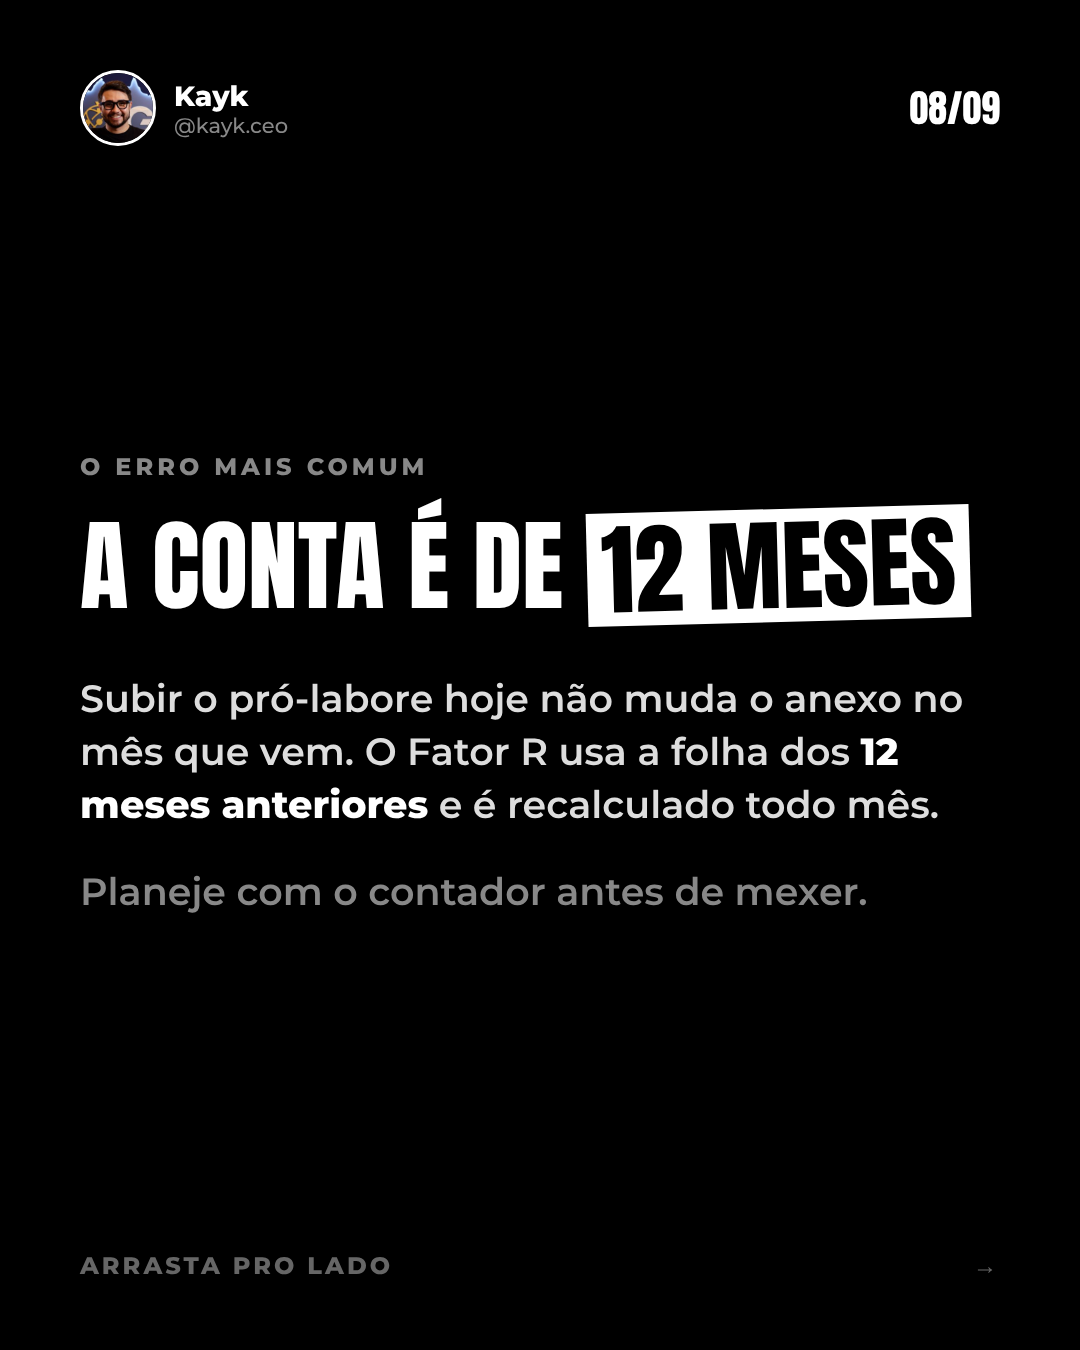 Kayk
@kayk.ceo
08/09
O ERRO MAIS COMUM
A CONTA É DE 12 MESES
Subir o pró-labore hoje não muda o anexo no
mês que vem. O Fator R usa a folha dos 12
meses anteriores e é recalculado todo mês.
Planeje com o contador antes de mexer.
ARRASTA PRO LADO →